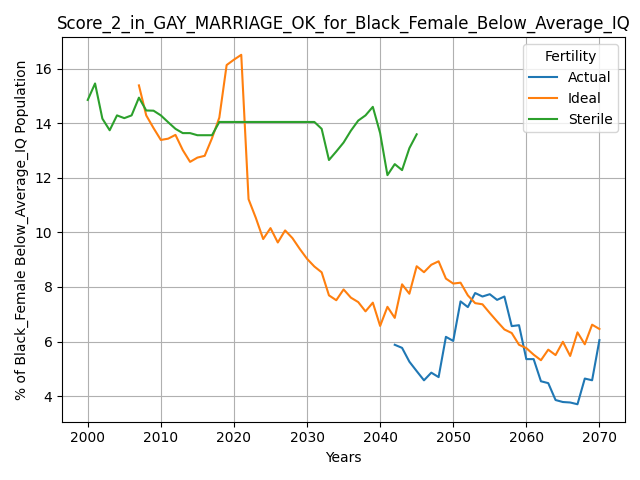 Score_2_in_GAY_MARRIAGE_OK_for_Black_Female_Below_Average_IQ
% of Black_Female Below_Average_IQ Population
16
14
12
10
8
6
4
Fertility
Actual
Ideal
Sterile
2000 2010 2020 2030 2040 2050 2060 2070
Years